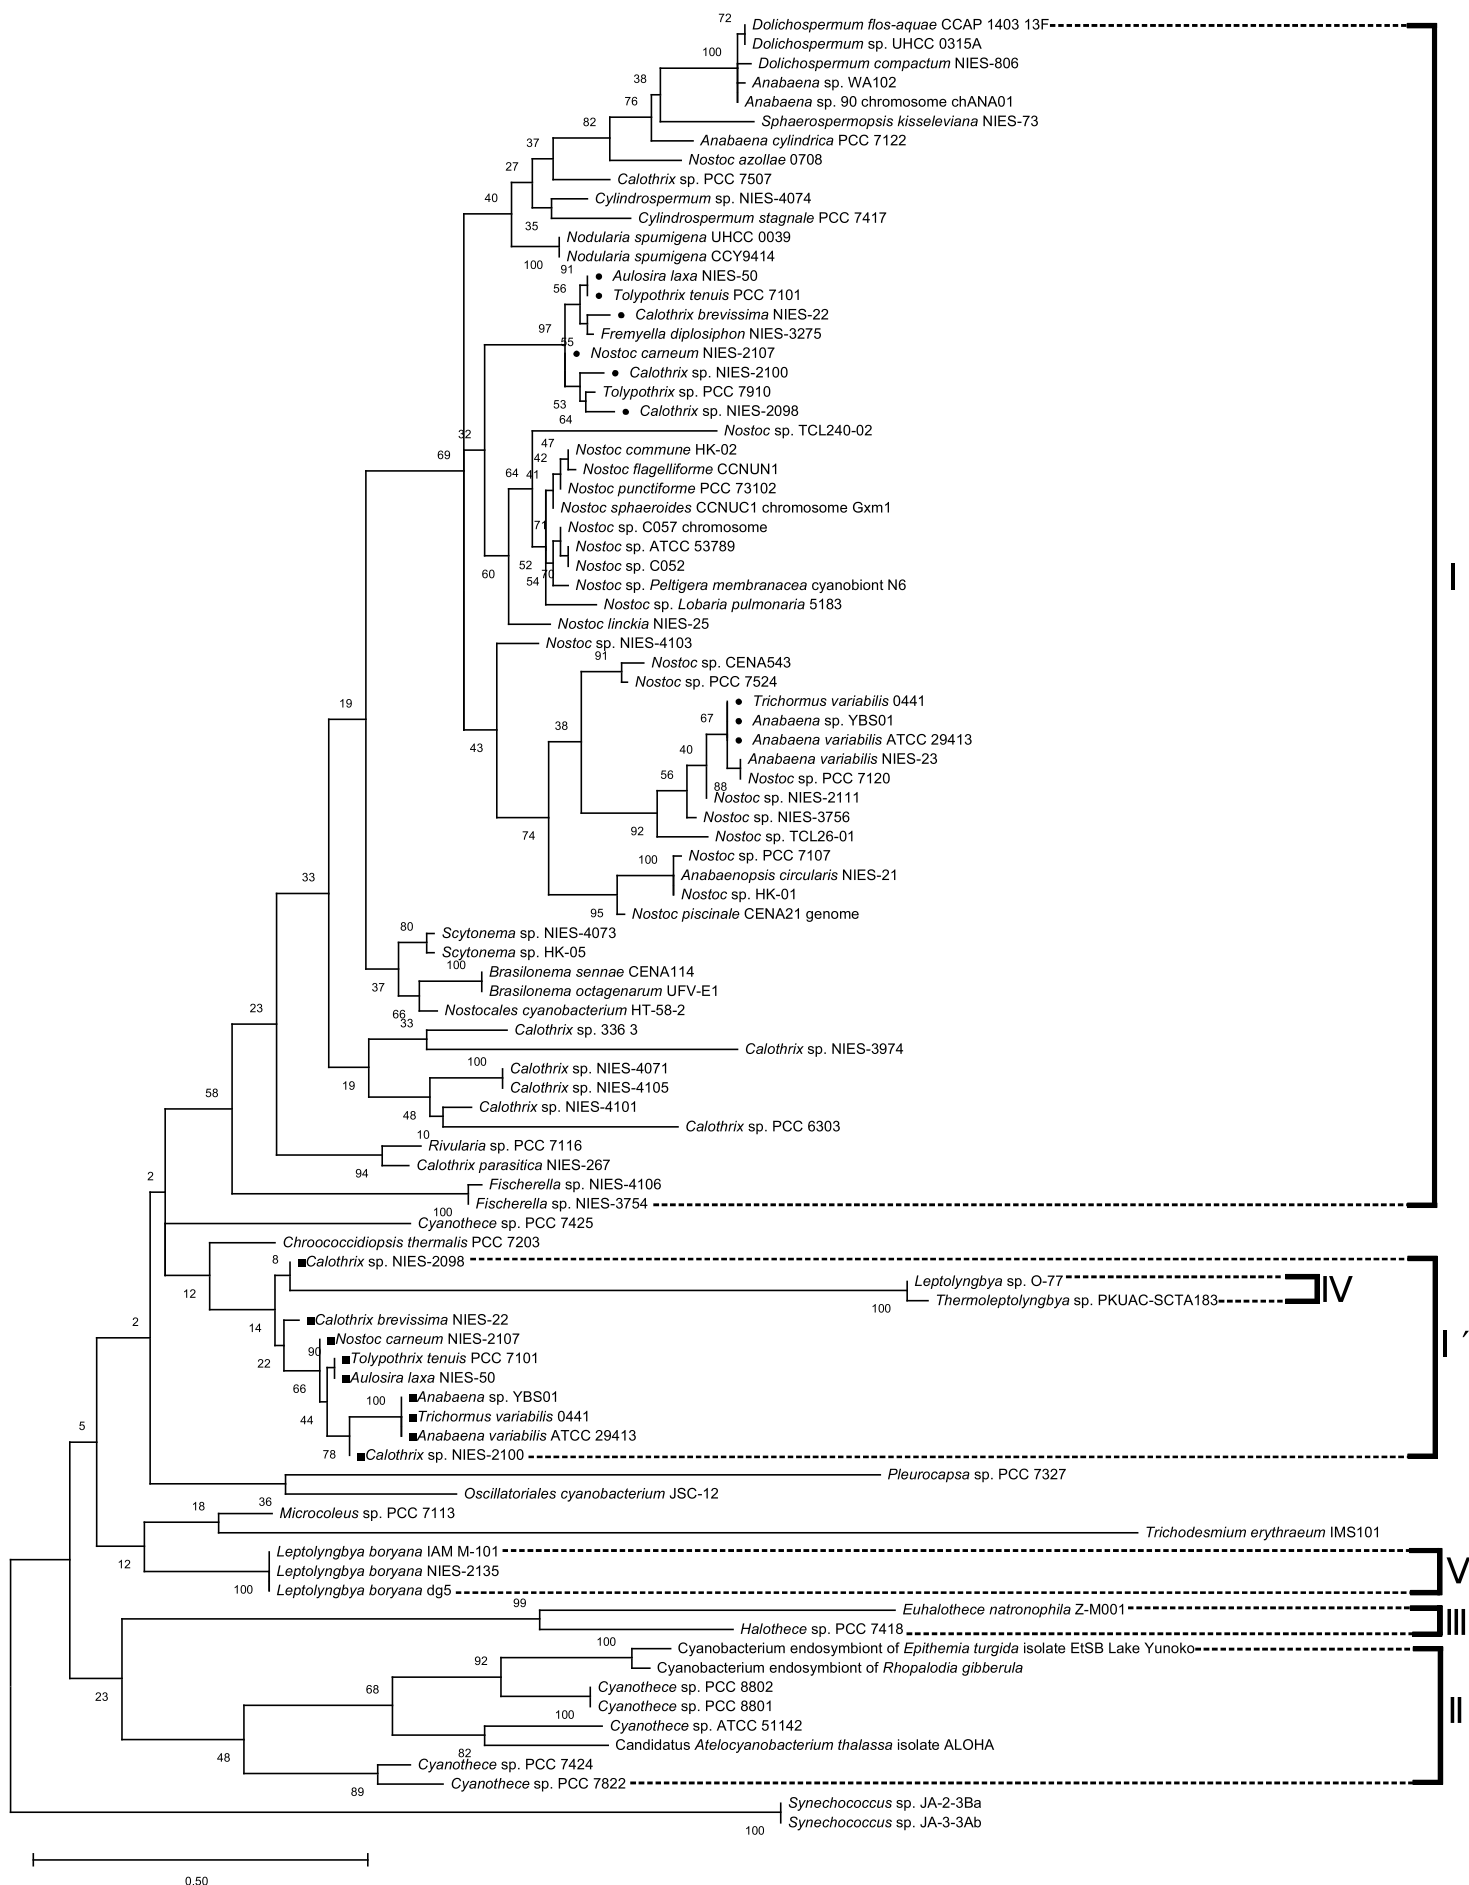 72
Dolichospermum flos-aquae CCAP 1403 13F
Dolichospermum sp. UHCC 0315A
100
Dolichospermum compactum NIES-806
38
Anabaena sp. WA102
76
Anabaena sp. 90 chromosome chANA01
82
Sphaerospermopsis kisseleviana NIES-73
37
Anabaena cylindrica PCC 7122
Nostoc azollae 0708
27
Calothrix sp. PCC 7507
40
Cylindrospermum sp. NIES-4074
35
Cylindrospermum stagnale PCC 7417
Nodularia spumigena UHCC 0039
Nodularia spumigena CCY9414
100
91
Aulosira laxa NIES-50
56
Tolypothrix tenuis PCC 7101
Calothrix brevissima NIES-22
97
Fremyella diplosiphon NIES-3275
55
Nostoc carneum NIES-2107
Calothrix sp. NIES-2100
Tolypothrix sp. PCC 7910
53
Calothrix sp. NIES-2098
64
Nostoc sp. TCL240-02
32
69
47
Nostoc commune HK-02
42
Nostoc flagelliforme CCNUN1
64
41
Nostoc punctiforme PCC 73102
Nostoc sphaeroides CCNUC1 chromosome Gxm1
71
Nostoc sp. C057 chromosome
Nostoc sp. ATCC 53789
52
Nostoc sp. C052
60
70
54
Nostoc sp. Peltigera membranacea cyanobiont N6
I
Nostoc sp. Lobaria pulmonaria 5183
Nostoc linckia NIES-25
Nostoc sp. NIES-4103
91
Nostoc sp. CENA543
Nostoc sp. PCC 7524
19
Trichormus variabilis 0441
67
Anabaena sp. YBS01
38
Anabaena variabilis ATCC 29413
43
40
Anabaena variabilis NIES-23
56
Nostoc sp. PCC 7120
88
Nostoc sp. NIES-2111
Nostoc sp. NIES-3756
92
Nostoc sp. TCL26-01
74
100
Nostoc sp. PCC 7107
33
Anabaenopsis circularis NIES-21
Nostoc sp. HK-01
95
Nostoc piscinale CENA21 genome
80
Scytonema sp. NIES-4073
Scytonema sp. HK-05
100
Brasilonema sennae CENA114
37
Brasilonema octagenarum UFV-E1
23
66
Nostocales cyanobacterium HT-58-2
33
Calothrix sp. 336 3
Calothrix sp. NIES-3974
100
Calothrix sp. NIES-4071
19
Calothrix sp. NIES-4105
58
Calothrix sp. NIES-4101
48
Calothrix sp. PCC 6303
10
Rivularia sp. PCC 7116
94
Calothrix parasitica NIES-267
2
Fischerella sp. NIES-4106
Fischerella sp. NIES-3754
100
Cyanothece sp. PCC 7425
Chroococcidiopsis thermalis PCC 7203
8
Calothrix sp. NIES-2098
Leptolyngbya sp. O-77
IV
12
Thermoleptolyngbya sp. PKUAC-SCTA183
100
2
14
Calothrix brevissima NIES-22
Nostoc carneum NIES-2107
I ′
90
Tolypothrix tenuis PCC 7101
22
Aulosira laxa NIES-50
66
100
Anabaena sp. YBS01
44
Trichormus variabilis 0441
5
Anabaena variabilis ATCC 29413
78
Calothrix sp. NIES-2100
Pleurocapsa sp. PCC 7327
Oscillatoriales cyanobacterium JSC-12
36
18
Microcoleus sp. PCC 7113
Trichodesmium erythraeum IMS101
Leptolyngbya boryana IAM M-101
12
Leptolyngbya boryana NIES-2135
V
100
Leptolyngbya boryana dg5
99
Euhalothece natronophila Z-M001
III
Halothece sp. PCC 7418
100
Cyanobacterium endosymbiont of Epithemia turgida isolate EtSB Lake Yunoko
92
Cyanobacterium endosymbiont of Rhopalodia gibberula
23
68
Cyanothece sp. PCC 8802
Cyanothece sp. PCC 8801
II
100
Cyanothece sp. ATCC 51142
Candidatus Atelocyanobacterium thalassa isolate ALOHA
82
48
Cyanothece sp. PCC 7424
89
Cyanothece sp. PCC 7822
Synechococcus sp. JA-2-3Ba
Synechococcus sp. JA-3-3Ab
100
0.50